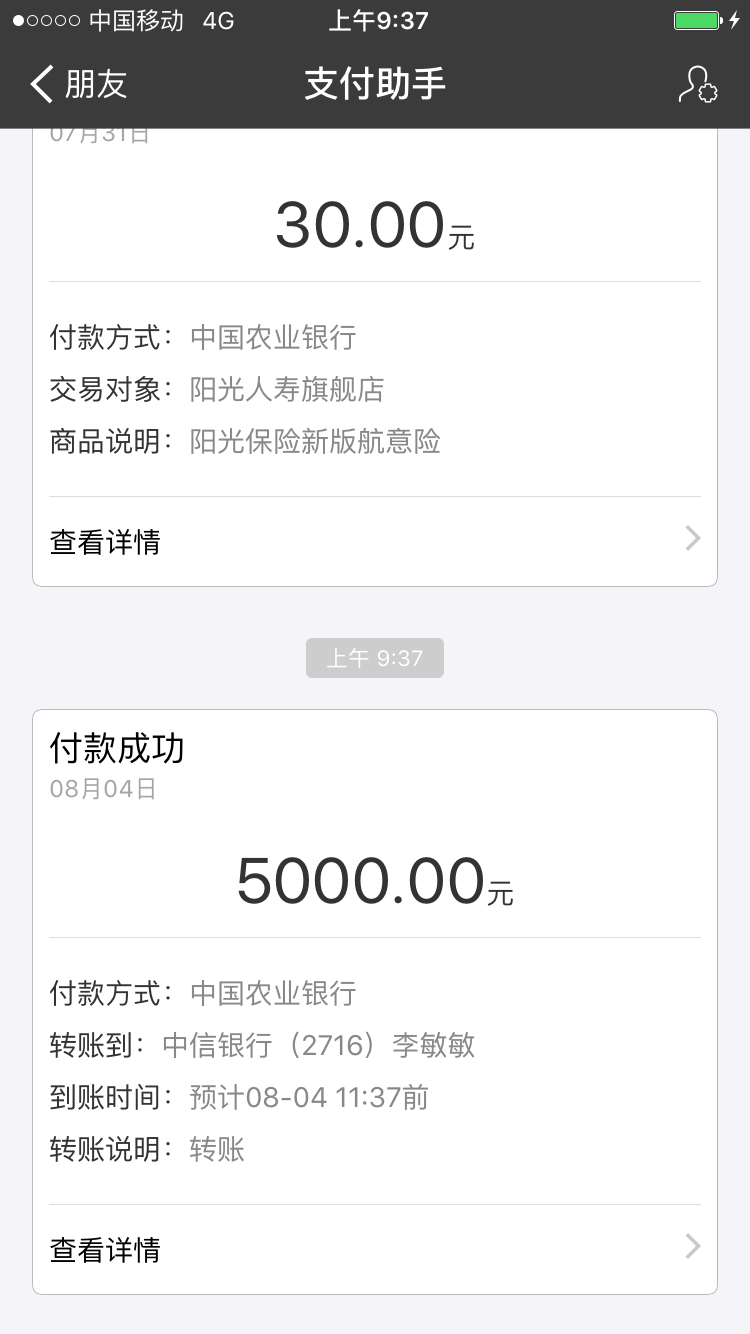 中国移动 4G 上午9:37
朋友 支付助手
07月31日
30.00元
付款方式：中国农业银行
交易对象：阳光人寿旗舰店
商品说明：阳光保险新版航意险
查看详情
上午 9:37
付款成功
08月04日
5000.00元
付款方式：中国农业银行
转账到：中信银行（2716）李敏敏
到账时间：预计08-04 11:37前
转账说明：转账
查看详情